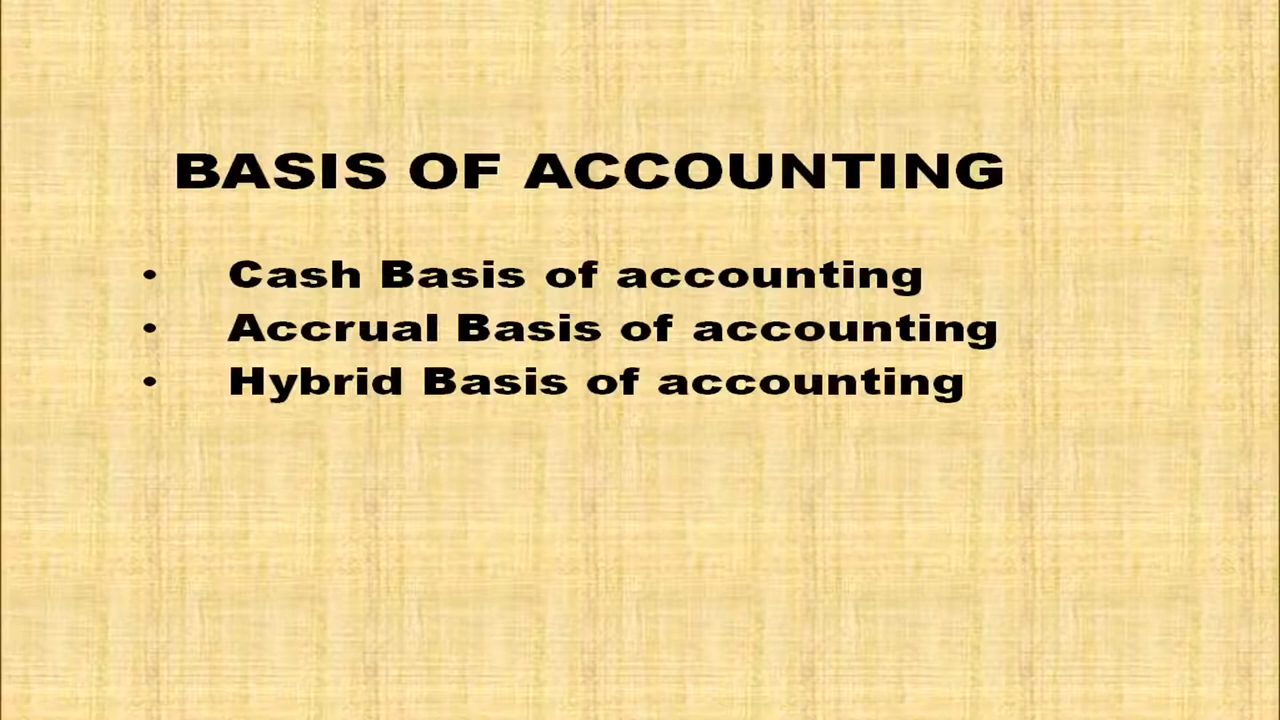 BASIS OF ACCOUNTING
• Cash Basis of accounting
• Accrual Basis of accounting
• Hybrid Basis of accounting